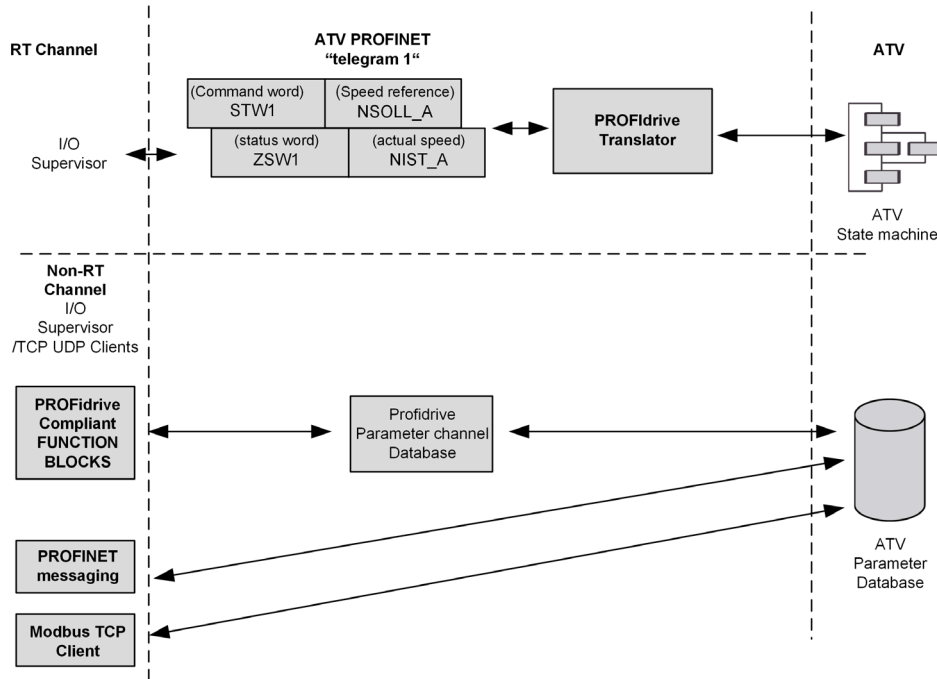 RT Channel
ATV PROFINET
“telegram 1“
ATV
(Command word)
STW1
(Speed reference)
NSOLL_A
(status word)
ZSW1
(actual speed)
NIST_A
PROFIdrive
Translator
I/O
Supervisor
ATV
State machine
Non-RT
Channel
I/O
Supervisor
/TCP UDP Clients
PROFidrive
Compliant
FUNCTION
BLOCKS
Profidrive
Parameter channel
Database
PROFINET
messaging
ATV
Parameter
Database
Modbus TCP
Client